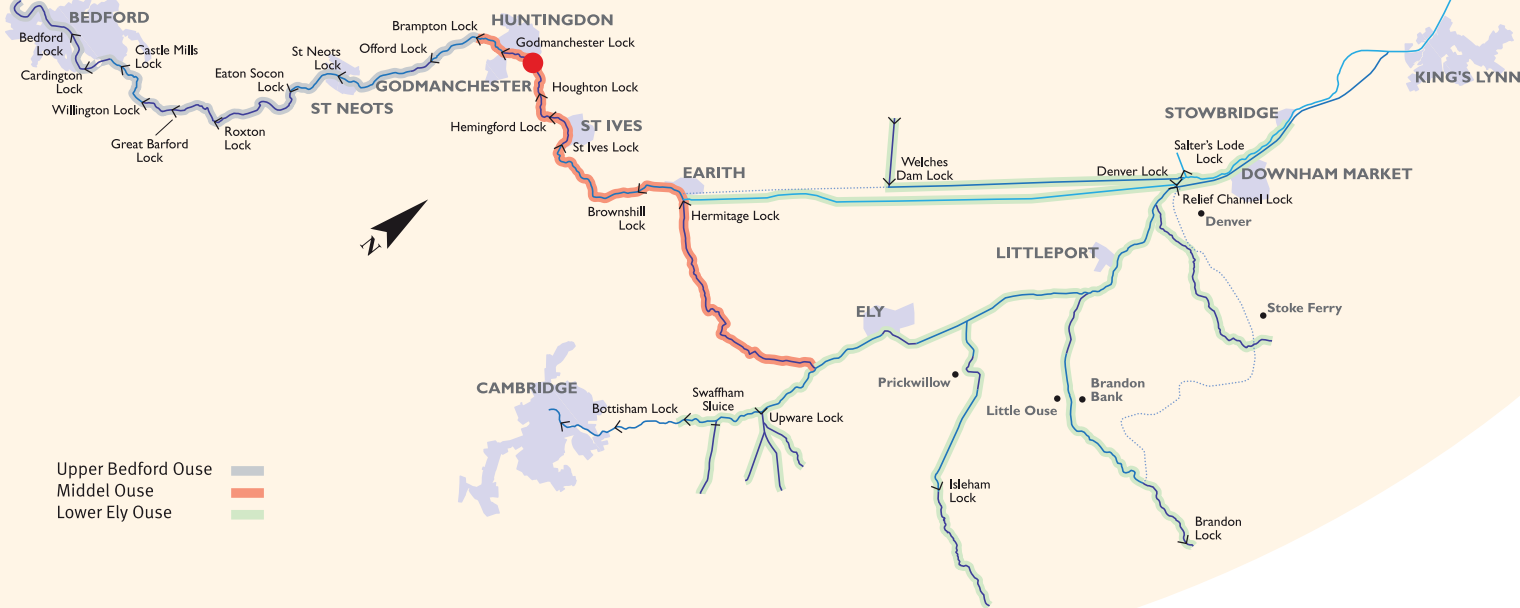 BEDFORD
Bedford
Lock
Cardington
Lock
Castle Mills
Lock
Willington Lock
Great Barford
Lock
Roxton
Lock
Eaton Socon
Lock
St Neots
Lock
ST NEOTS
Offord Lock
Brampton Lock
HUNTINGDON
Godmanchester Lock
GODMANCHESTER
Houghton Lock
Hemingford Lock
ST IVES
St Ives Lock
EARITH
Brownshill
Lock
Hermitage Lock
Welches
Dam Lock
KING'S LYNN
STOWBRIDGE
Salter's Lode
Lock
Denver Lock
DOWNHAM MARKET
Relief Channel Lock
Denver
LITTLEPORT
Stoke Ferry
N
ELY
Prickwillow
Little Ouse
Brandon
Bank
CAMBRIDGE
Bottisham Lock
Swaffham
Sluice
Upware Lock
Isleham
Lock
Brandon
Lock
Upper Bedford Ouse
Middel Ouse
Lower Ely Ouse